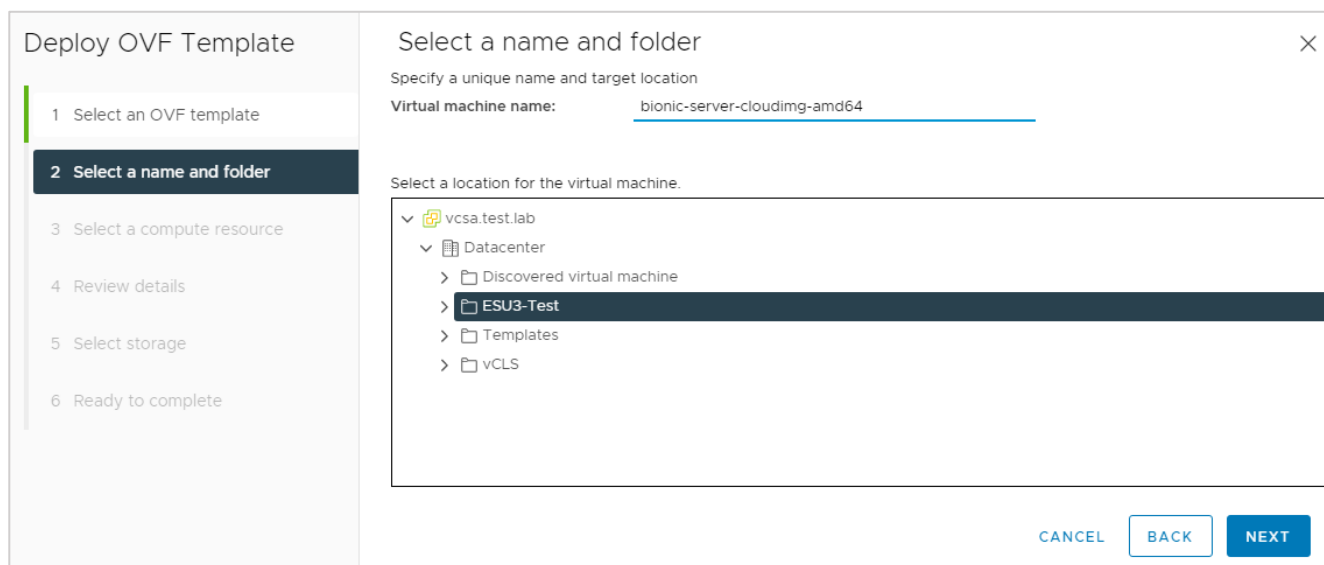 Deploy OVF Template
1 Select an OVF template
2 Select a name and folder
3 Select a compute resource
4 Review details
5 Select storage
6 Ready to complete
Select a name and folder
Specify a unique name and target location
Virtual machine name: bionic-server-cloudimg-amd64
Select a location for the virtual machine.
vcsa.test.lab
Datacenter
Discovered virtual machine
ESU3-Test
Templates
vCLS
CANCEL BACK NEXT